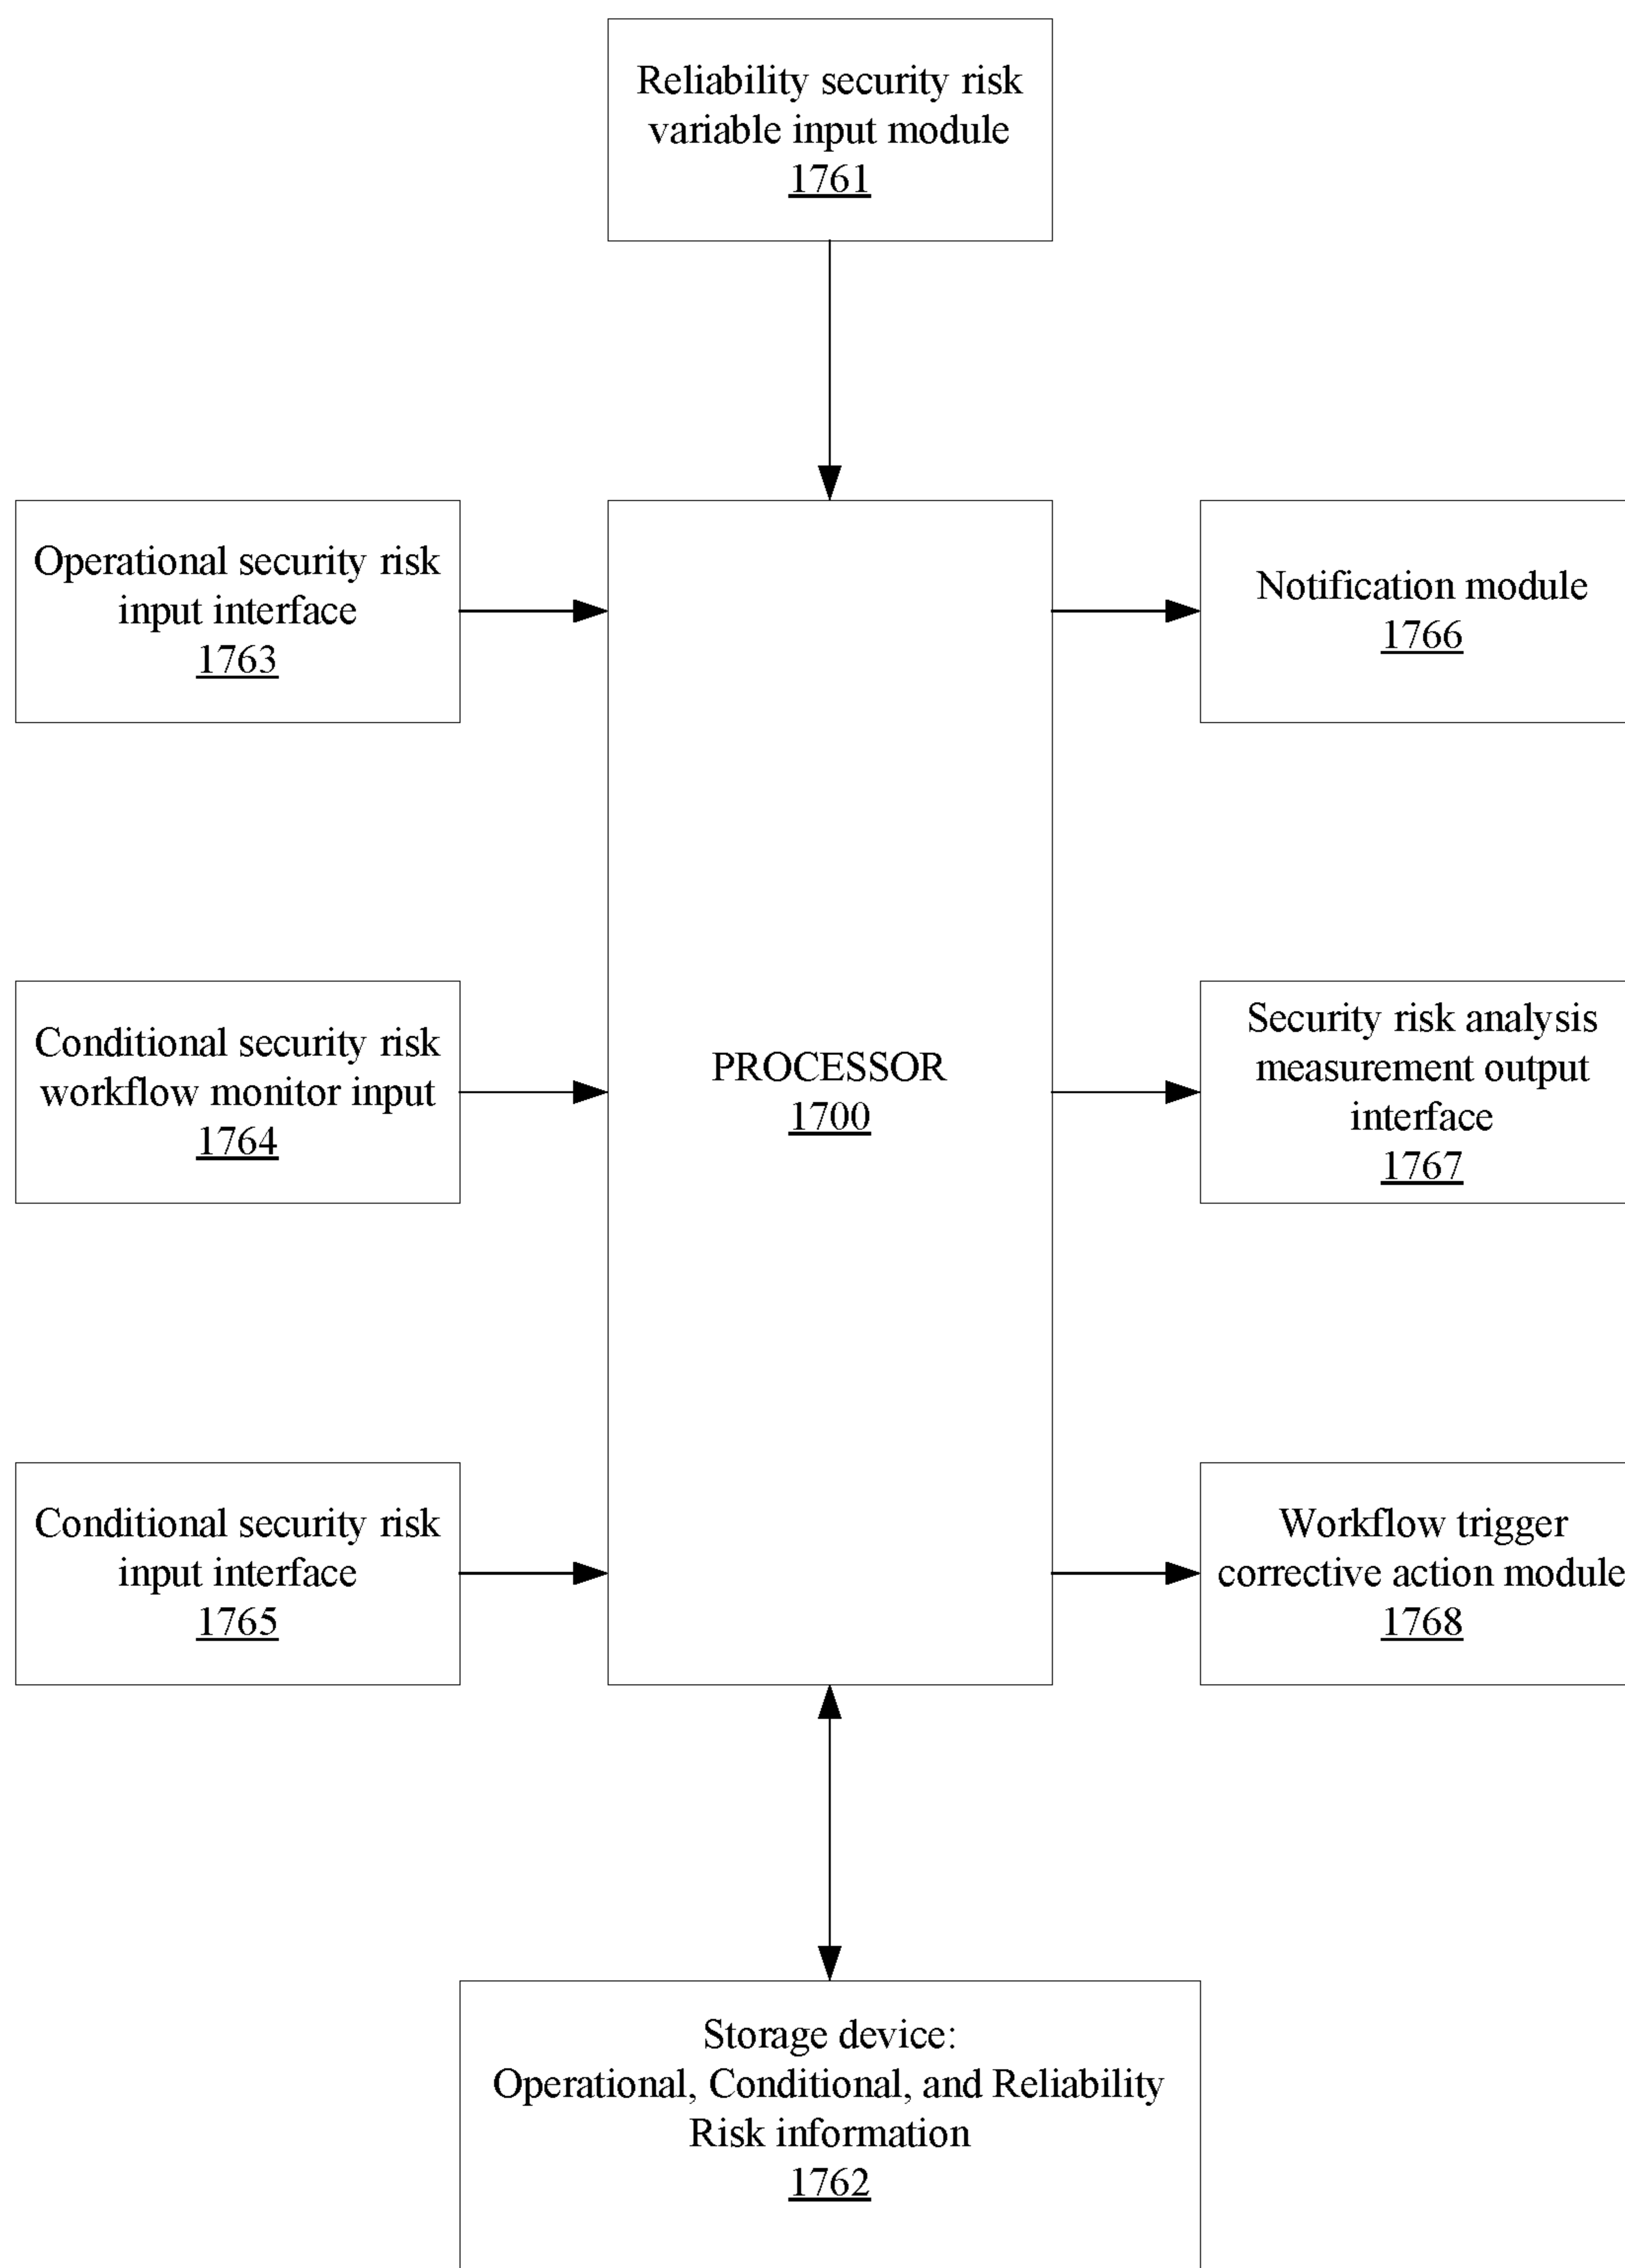 Reliability security risk
variable input module
1761
Operational security risk
input interface
1763
Notification module
1766
Conditional security risk
workflow monitor input
1764
PROCESSOR
1700
Security risk analysis
measurement output
interface
1767
Conditional security risk
input interface
1765
Workflow trigger
corrective action module
1768
Storage device:
Operational, Conditional, and Reliability
Risk information
1762